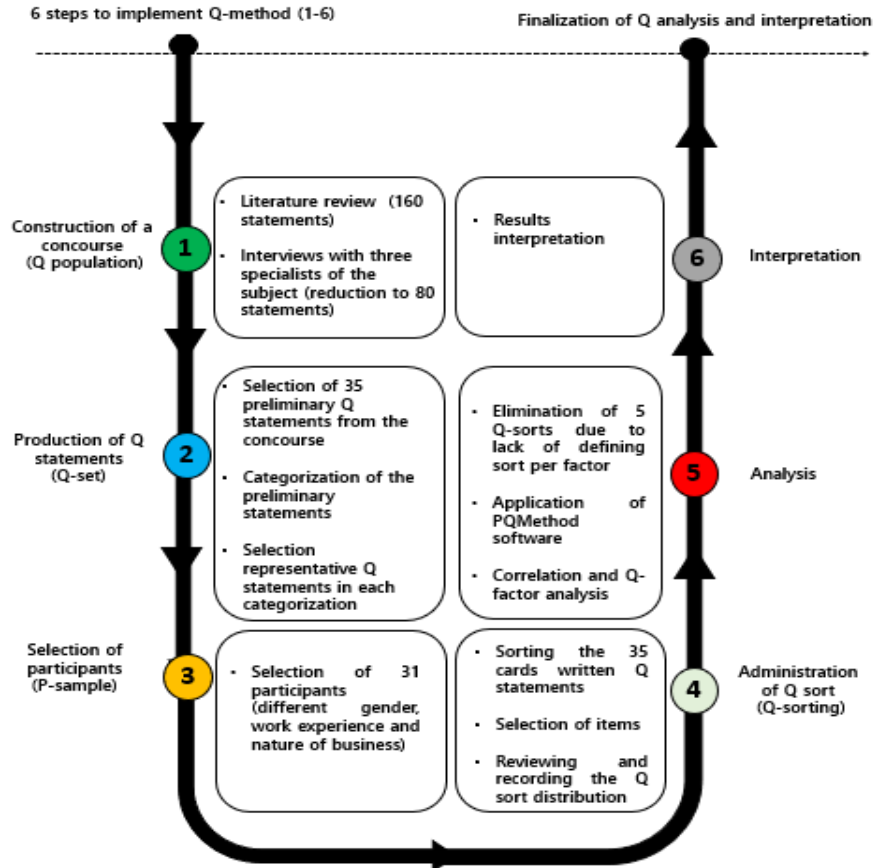 6 steps to implement Q-method (1-6)
Finalization of Q analysis and interpretation
Construction of a
concourse
(Q population)
1
· Literature review (160
statements)
· Interviews with three
specialists of the
subject (reduction to 80
statements)
· Results
interpretation
6
Interpretation
Production of Q
statements
(Q-set)
2
· Selection of 35
preliminary Q
statements from the
concourse
· Categorization of the
preliminary
statements
· Selection
representative Q
statements in each
categorization
· Elimination of 5
Q-sorts due to
lack of defining
sort per factor
· Application of
PQMethod
software
· Correlation and Q-
factor analysis
5
Analysis
Selection of
participants
(P-sample)
3
· Selection of 31
participants
(different gender,
work experience and
nature of business)
· Sorting the 35
cards written Q
statements
· Selection of items
· Reviewing and
recording the Q
sort distribution
4
Administration
of Q sort
(Q-sorting)